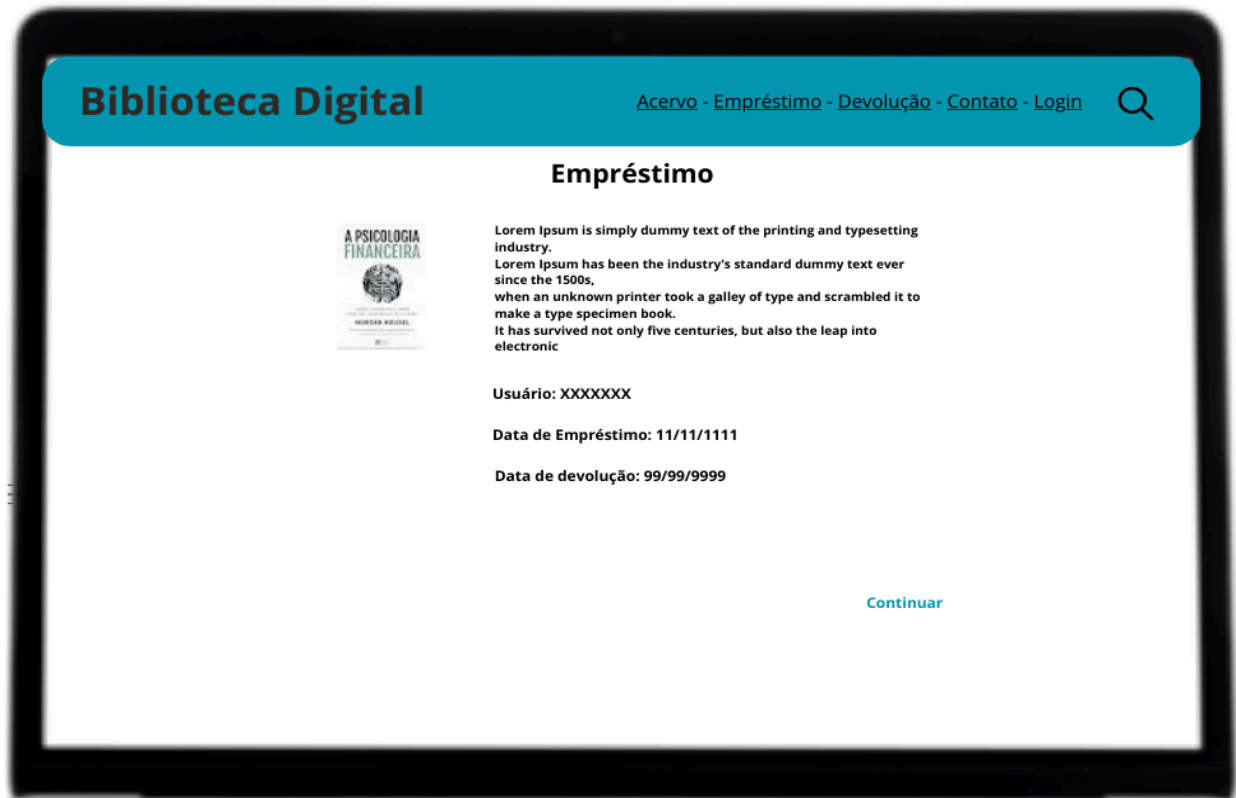 Biblioteca Digital
Acervo - Empréstimo - Devolução - Contato - Login
Empréstimo
A PSICOLOGIA
FINANCEIRA
MORGAN HOUSEL
Lorem Ipsum is simply dummy text of the printing and typesetting
industry.
Lorem Ipsum has been the industry's standard dummy text ever
since the 1500s,
when an unknown printer took a galley of type and scrambled it to
make a type specimen book.
It has survived not only five centuries, but also the leap into
electronic
Usuário: XXXXXXX
Data de Empréstimo: 11/11/1111
Data de devolução: 99/99/9999
Continuar